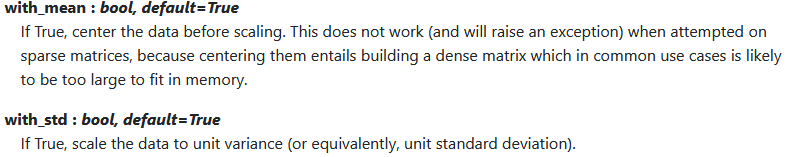 with_mean : bool, default=True
If True, center the data before scaling. This does not work (and will raise an exception) when attempted on
sparse matrices, because centering them entails building a dense matrix which in common use cases is likely
to be too large to fit in memory.
with_std : bool, default=True
If True, scale the data to unit variance (or equivalently, unit standard deviation).